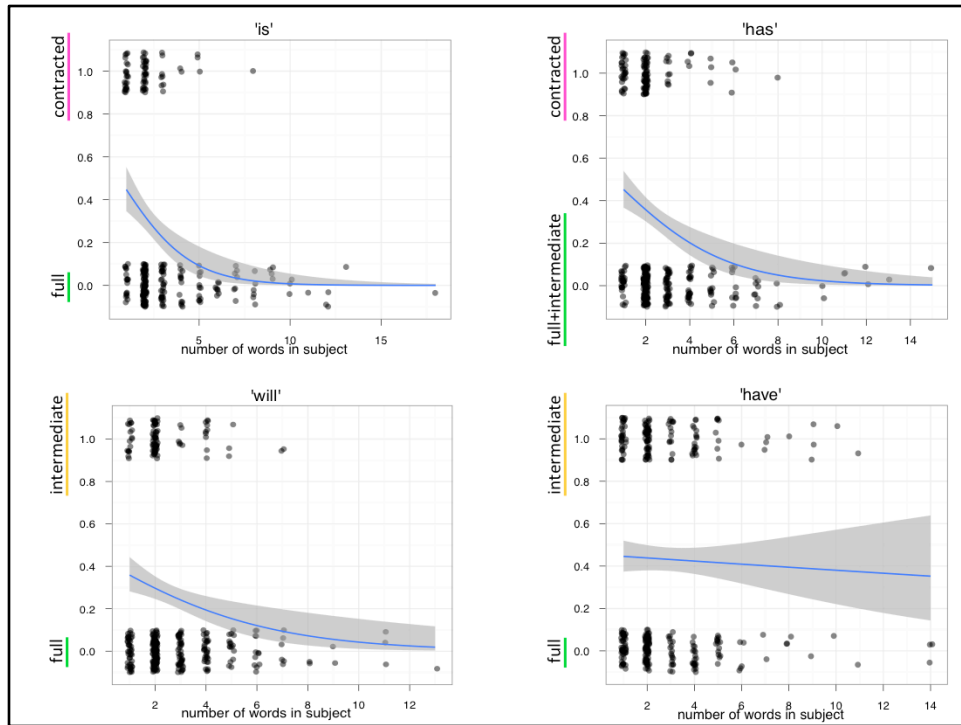 'is'
contracted
full
1.0
0.8
0.6
0.4
0.2
0.0
5 10 15
number of words in subject
'has'
contracted
full+intermediate
1.0
0.8
0.6
0.4
0.2
0.0
2 4 6 8 10 12 14
number of words in subject
'will'
intermediate
full
1.0
0.8
0.6
0.4
0.2
0.0
2 4 6 8 10 12
number of words in subject
'have'
intermediate
full
1.0
0.8
0.6
0.4
0.2
0.0
2 4 6 8 10 12 14
number of words in subject